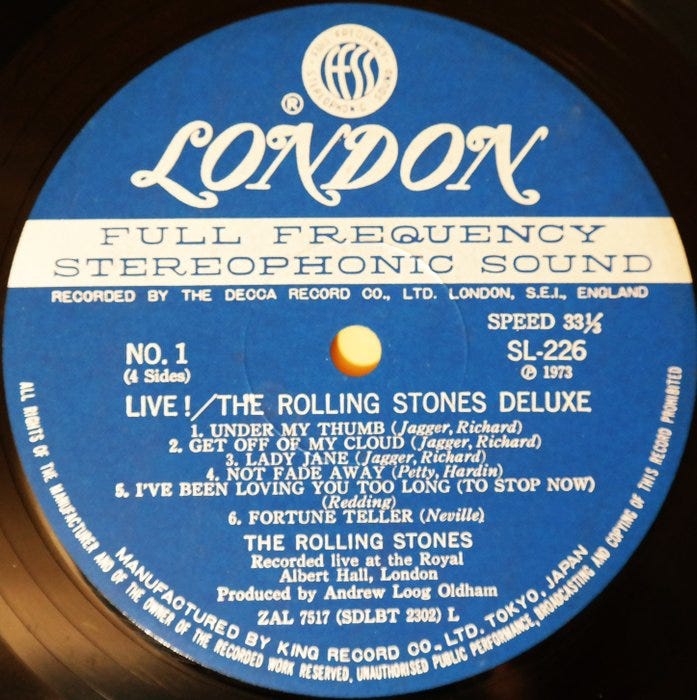 FULL FREQUENCY
ffss
STEREOPHONIC SOUND
®
LONDON
FULL FREQUENCY
STEREOPHONIC SOUND
RECORDED BY THE DECCA RECORD CO., LTD. LONDON, S.E.I., ENGLAND
SPEED 33⅓
NO. 1
SL-226
(4 Sides)
℗ 1973
LIVE!/THE ROLLING STONES DELUXE
1. UNDER MY THUMB (Jagger, Richard)
2. GET OFF OF MY CLOUD (Jagger, Richard)
3. LADY JANE (Jagger, Richard)
4. NOT FADE AWAY (Petty, Hardin)
5. I'VE BEEN LOVING YOU TOO LONG (TO STOP NOW)
(Redding)
6. FORTUNE TELLER (Neville)
THE ROLLING STONES
Recorded live at the Royal
Albert Hall, London
Produced by Andrew Loog Oldham
ZAL 7517 (SDLBT 2302) L
MANUFACTURED BY KING RECORD CO., LTD. TOKYO, JAPAN
ALL RIGHTS OF THE MANUFACTURER AND OF THE OWNER OF THE RECORDED WORK RESERVED, UNAUTHORISED PUBLIC PERFORMANCE, BROADCASTING AND COPYING OF THIS RECORD PROHIBITED